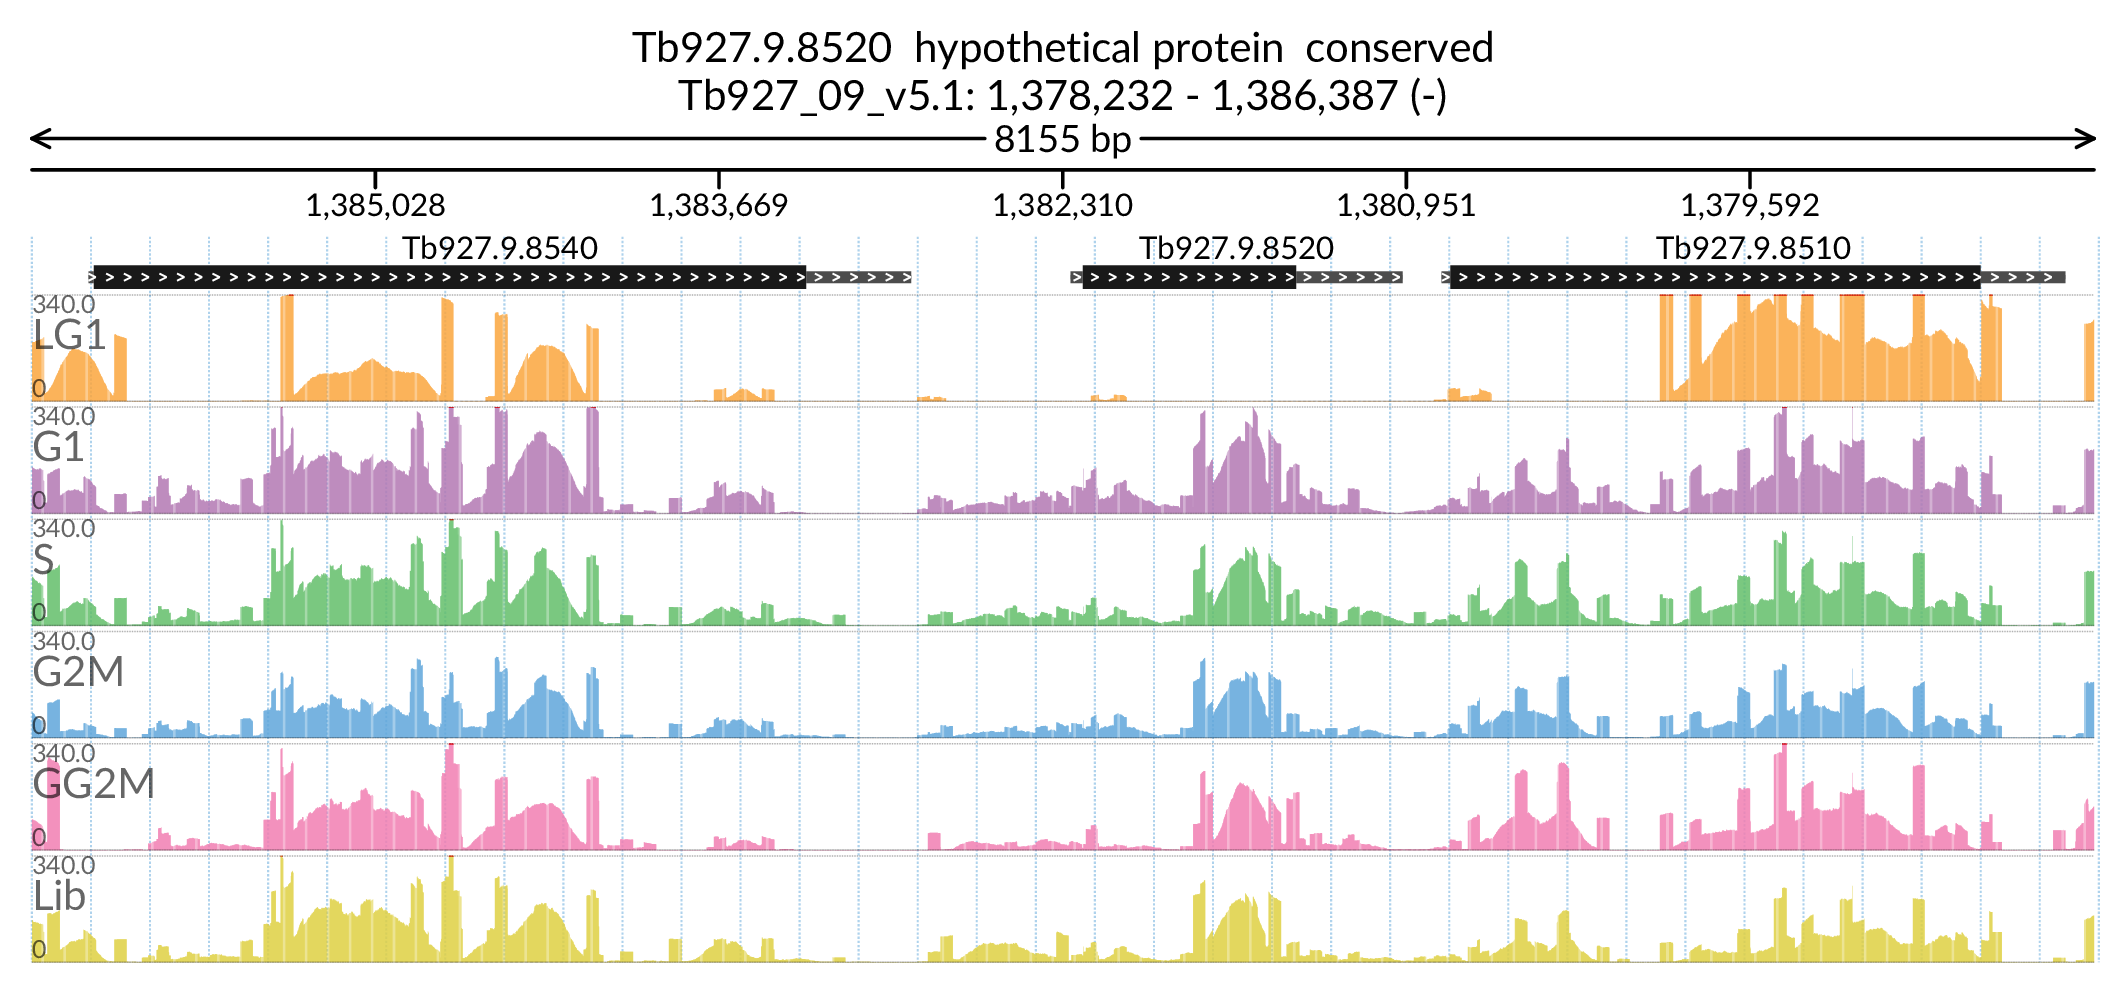 Tb927.9.8520 hypothetical protein conserved
Tb927_09_v5.1: 1,378,232 - 1,386,387 (-)
8155 bp
1,385,028 1,383,669 1,382,310 1,380,951 1,379,592
Tb927.9.8540 Tb927.9.8520 Tb927.9.8510
340.0
LG1
0
340.0
G1
0
340.0
S
0
340.0
G2M
0
340.0
GG2M
0
340.0
Lib
0